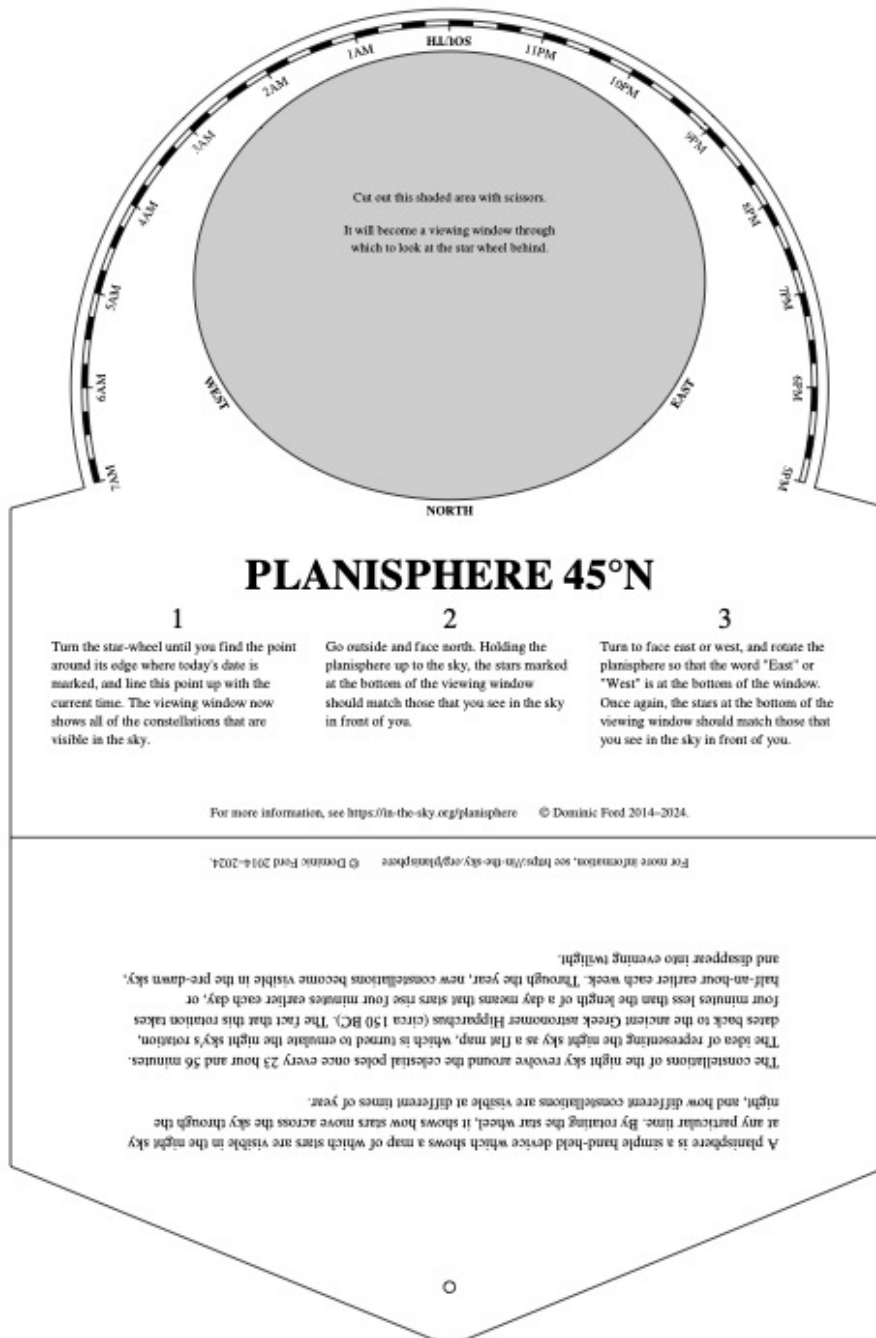 SOUTH
1AM
11PM
2AM
10PM
3AM
9PM
4AM
8PM
5AM
7PM
6AM
6PM
7AM
5PM
Cut out this shaded area with scissors.
It will become a viewing window through
which to look at the star wheel behind.
WEST
EAST
NORTH
PLANISPHERE 45°N
1
Turn the star-wheel until you find the point
around its edge where today's date is
marked, and line this point up with the
current time. The viewing window now
shows all of the constellations that are
visible in the sky.
2
Go outside and face north. Holding the
planisphere up to the sky, the stars marked
at the bottom of the viewing window
should match those that you see in the sky
in front of you.
3
Turn to face east or west, and rotate the
planisphere so that the word "East" or
"West" is at the bottom of the window.
Once again, the stars at the bottom of the
viewing window should match those that
you see in the sky in front of you.
For more information, see https://in-the-sky.org/planisphere © Dominic Ford 2014–2024.
A planisphere is a simple hand-held device which shows a map of which stars are visible in the night sky
at any particular time. By rotating the star wheel, it shows how stars move across the sky through the
night, and how different constellations are visible at different times of year.
The constellations of the night sky revolve around the celestial poles once every 23 hour and 56 minutes.
The idea of representing the night sky as a flat map, which is turned to emulate the night sky's rotation,
dates back to the ancient Greek astronomer Hipparchus (circa 150 BC). The fact that this rotation takes
four minutes less than the length of a day means that stars rise four minutes earlier each day, or
half-an-hour earlier each week. Through the year, new constellations become visible in the pre-dawn sky,
and disappear into evening twilight.
For more information, see https://in-the-sky.org/planisphere © Dominic Ford 2014–2024.